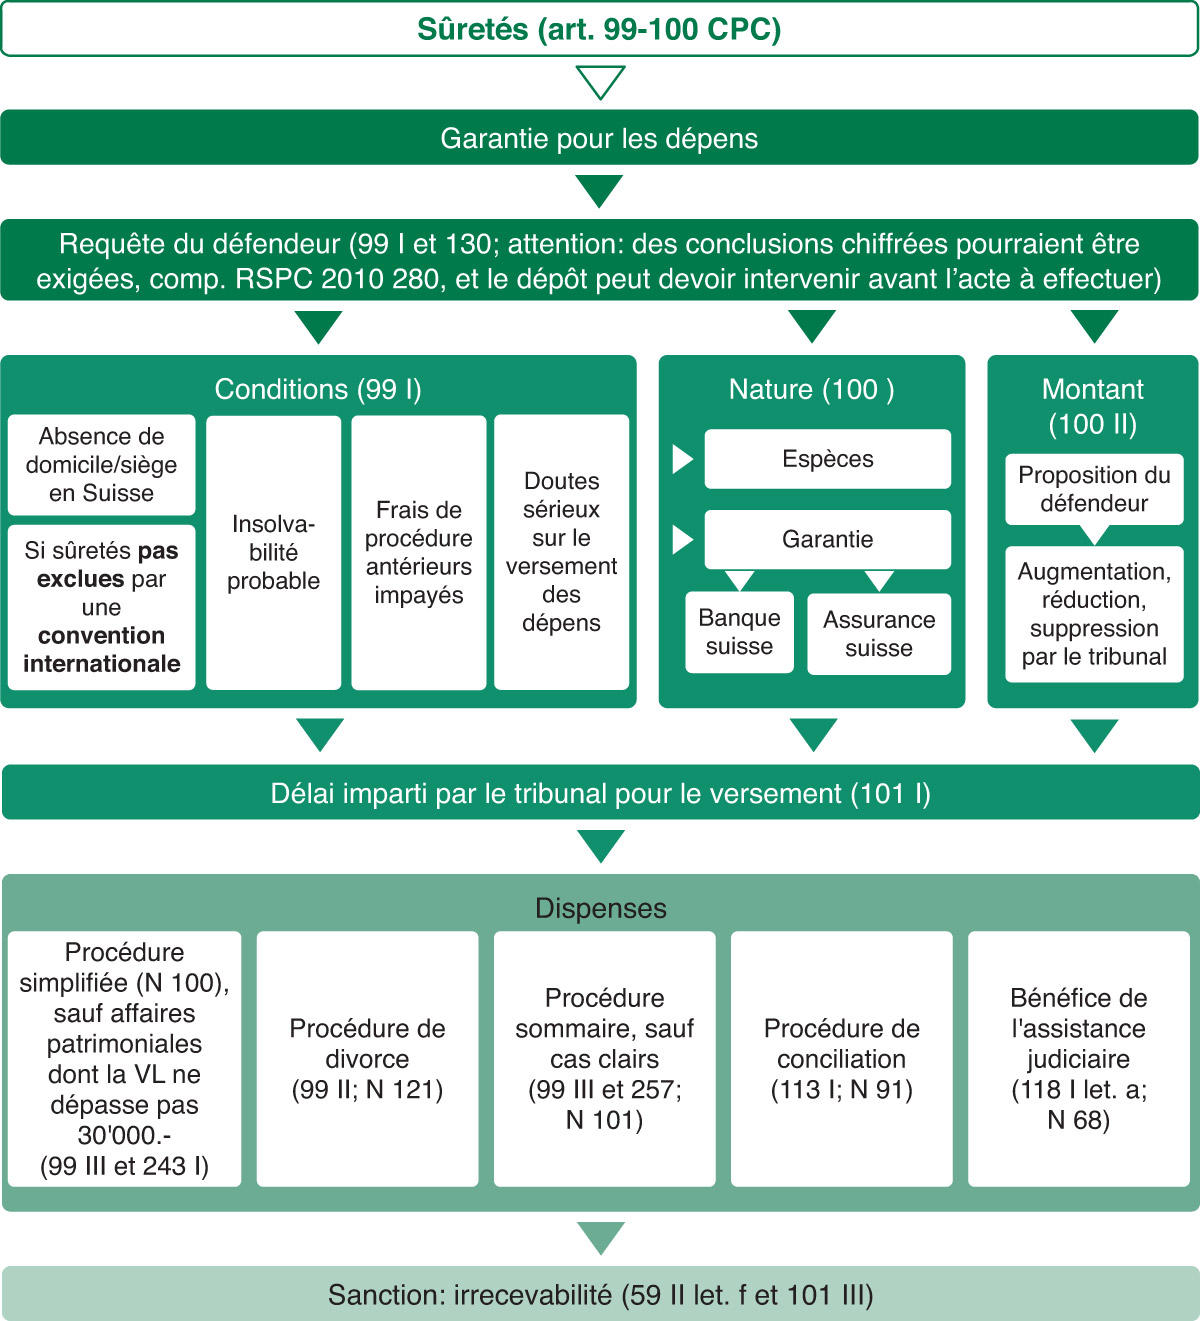 Sûretés (art. 99-100 CPC)
Garantie pour les dépens
Requête du défendeur (99 I et 130; attention: des conclusions chiffrées pourraient être
exigées, comp. RSPC 2010 280, et le dépôt peut devoir intervenir avant l’acte à effectuer)
Conditions (99 I)
Absence de
domicile/siège
en Suisse
Si sûretés pas
exclues par
une
convention
internationale
Insolva-
bilité
probable
Frais de
procédure
antérieurs
impayés
Doutes
sérieux
sur le
versement
des
dépens
Nature (100 )
Espèces
Garantie
Banque
suisse
Assurance
suisse
Montant
(100 II)
Proposition du
défendeur
Augmentation,
réduction,
suppression
par le tribunal
Délai imparti par le tribunal pour le versement (101 I)
Dispenses
Procédure
simplifiée (N 100),
sauf affaires
patrimoniales
dont la VL ne
dépasse pas
30'000.-
(99 III et 243 I)
Procédure de
divorce
(99 II; N 121)
Procédure
sommaire, sauf
cas clairs
(99 III et 257;
N 101)
Procédure de
conciliation
(113 I; N 91)
Bénéfice de
l'assistance
judiciaire
(118 I let. a;
N 68)
Sanction: irrecevabilité (59 II let. f et 101 III)